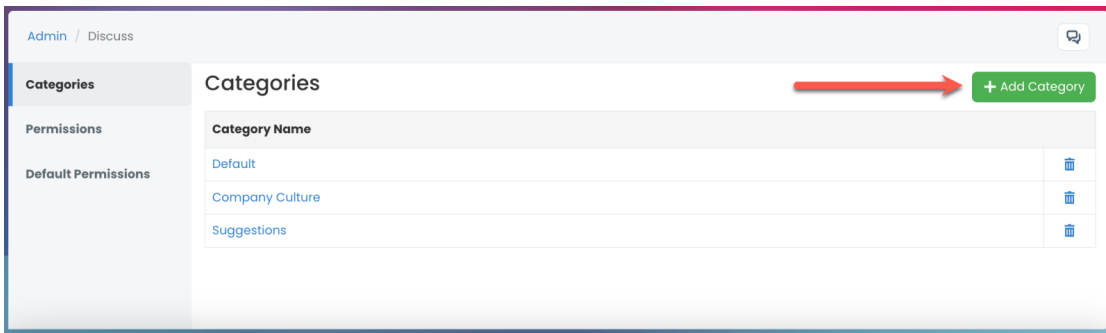 Admin / Discuss
Categories
Permissions
Default Permissions
Categories
+ Add Category
Category Name
Default
Company Culture
Suggestions